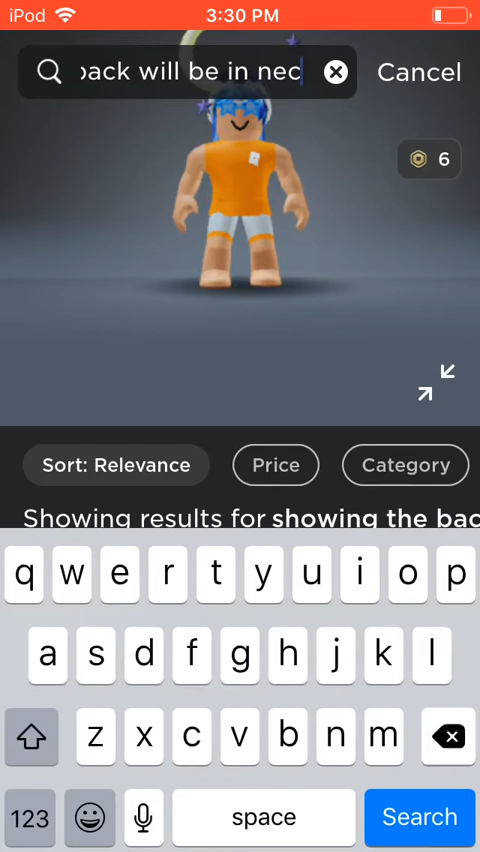 iPod 3:30 PM
back will be in nec Cancel
6
Sort: Relevance Price Category
Showing results for showing the bac
q w e r t y u i o p
a s d f g h j k l
z x c v b n m
123 space Search